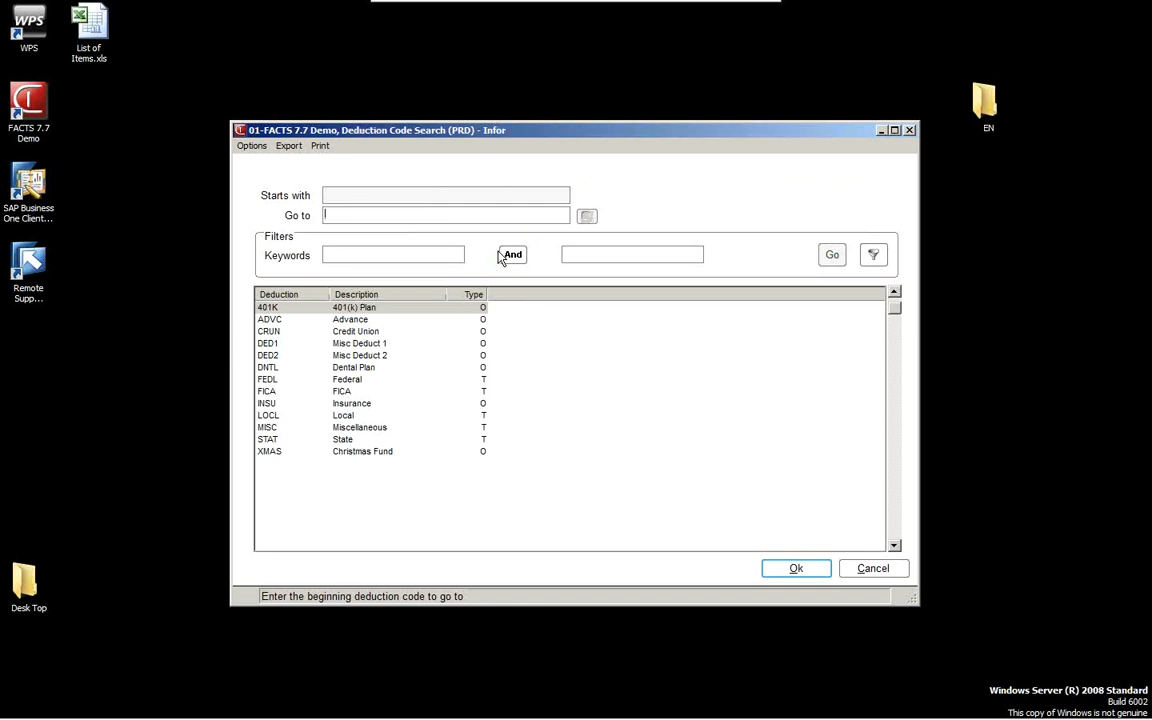 WPS
WPS
List of
Items.xls
FACTS 7.7
Demo
SAP Business
One Client...
Remote
Supp...
Desk Top
EN
01-FACTS 7.7 Demo, Deduction Code Search (PRD) - Infor
Options Export Print
Starts with
Go to
Filters
Keywords And Go
Deduction Description Type
401K 401(k) Plan O
ADVC Advance O
CRUN Credit Union O
DED1 Misc Deduct 1 O
DED2 Misc Deduct 2 O
DNTL Dental Plan O
FEDL Federal T
FICA FICA T
INSU Insurance O
LOCL Local T
MISC Miscellaneous T
STAT State T
XMAS Christmas Fund O
Ok Cancel
Enter the beginning deduction code to go to
Windows Server (R) 2008 Standard
Build 6002
This copy of Windows is not genuine